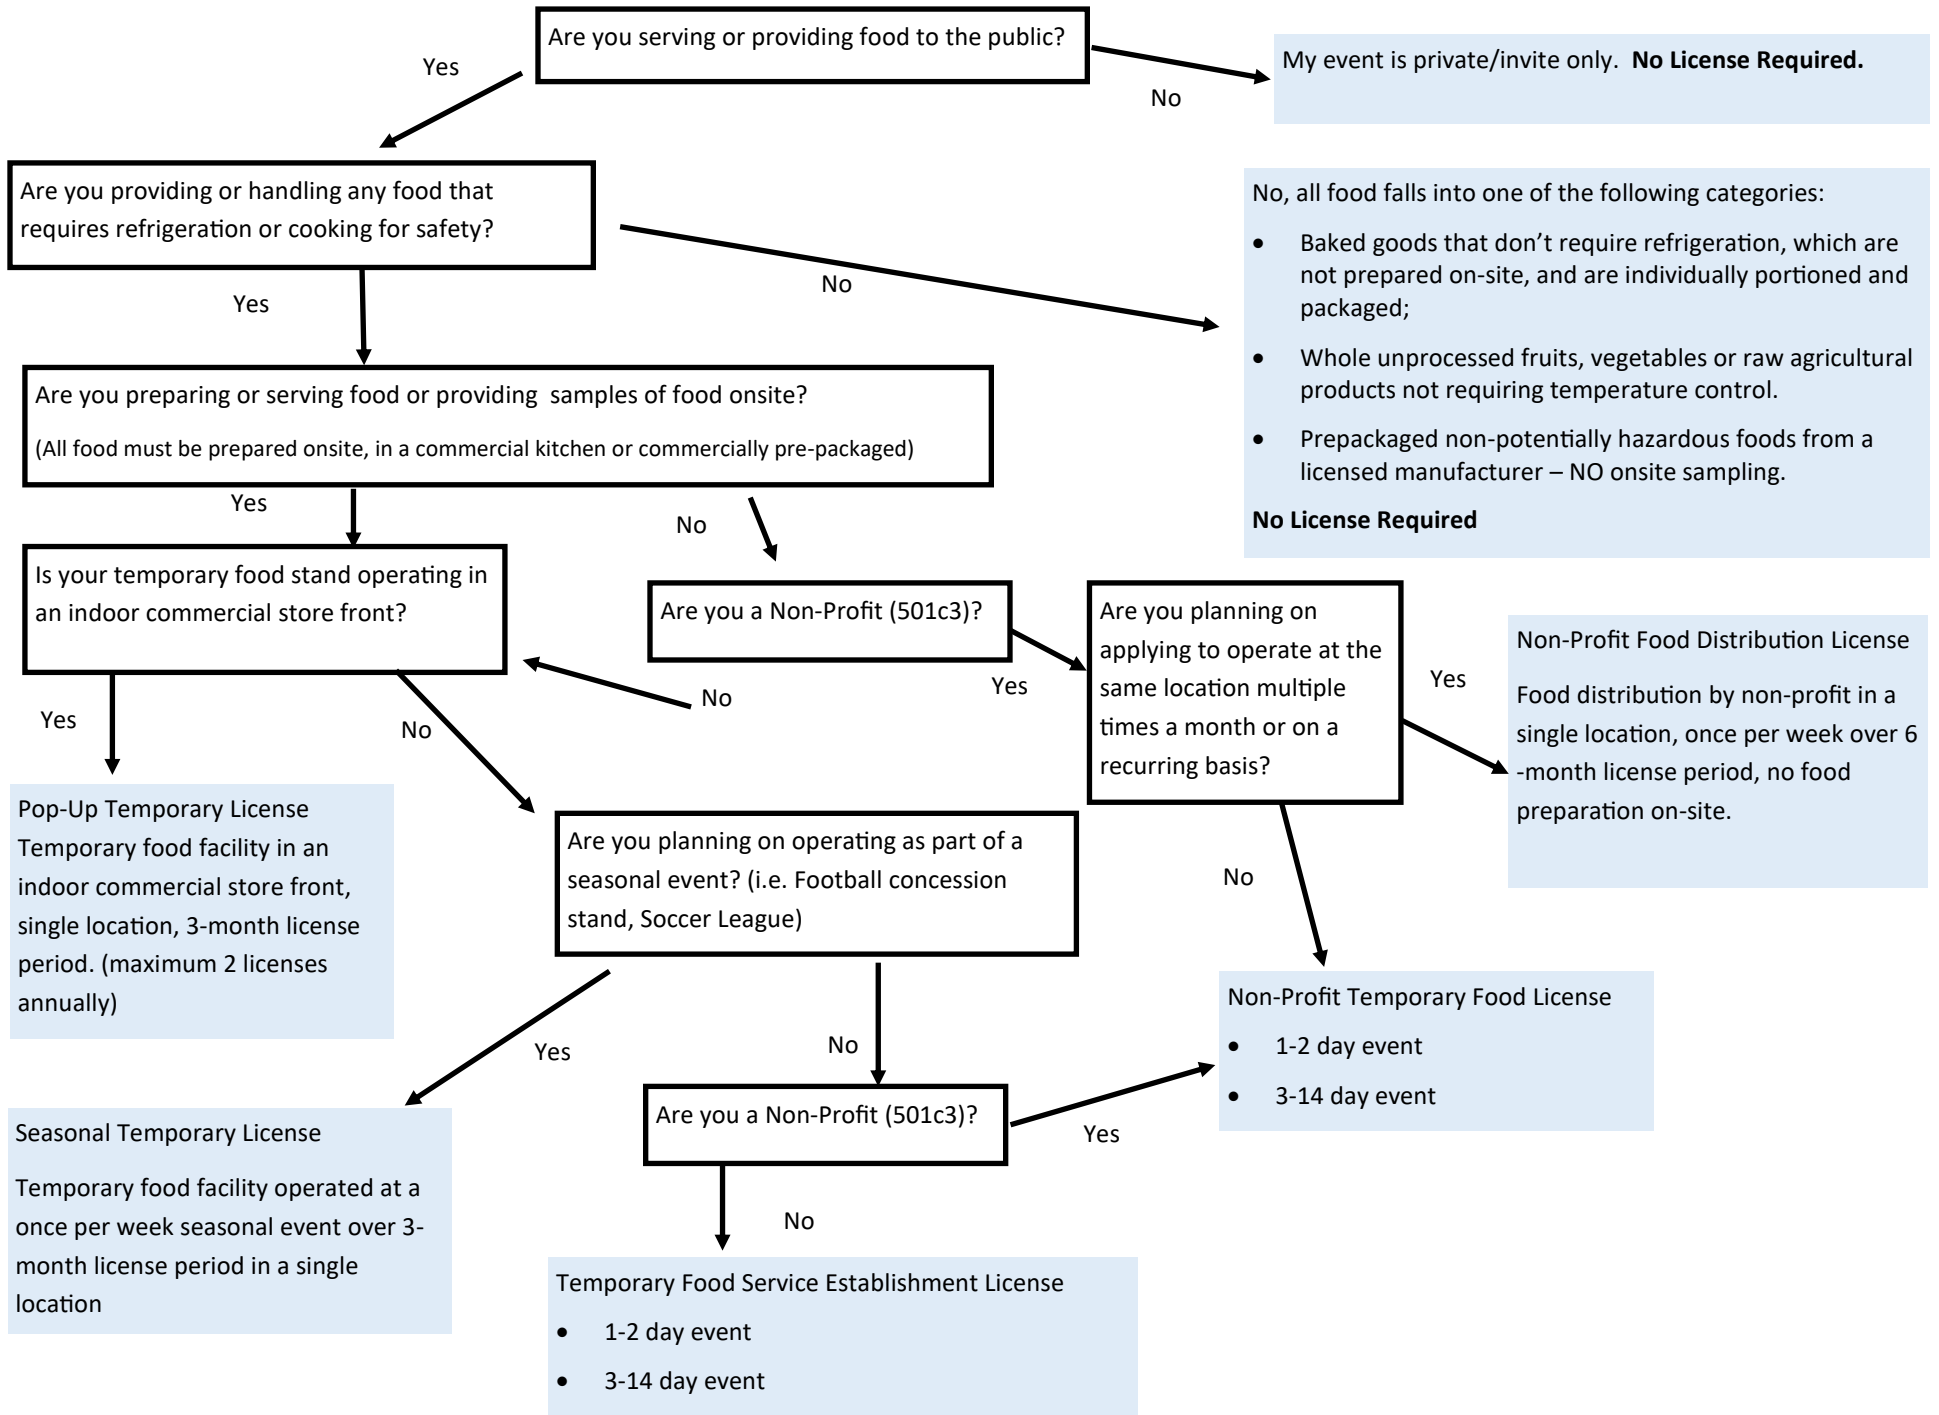 Are you serving or providing food to the public?
Yes
No
My event is private/invite only.  No License Required.
Are you providing or handling any food that
requires refrigeration or cooking for safety?
Yes
No
No, all food falls into one of the following categories:
• Baked goods that don't require refrigeration, which are
not prepared on-site, and are individually portioned and
packaged;
• Whole unprocessed fruits, vegetables or raw agricultural
products not requiring temperature control.
• Prepackaged non-potentially hazardous foods from a
licensed manufacturer – NO onsite sampling.
No License Required
Are you preparing or serving food or providing  samples of food onsite?
(All food must be prepared onsite, in a commercial kitchen or commercially pre-packaged)
Yes
No
Is your temporary food stand operating in
an indoor commercial store front?
Yes
No
Are you a Non-Profit (501c3)?
No
Yes
Are you planning on
applying to operate at the
same location multiple
times a month or on a
recurring basis?
Yes
No
Non-Profit Food Distribution License
Food distribution by non-profit in a
single location, once per week over 6
-month license period, no food
preparation on-site.
Pop-Up Temporary License
Temporary food facility in an
indoor commercial store front,
single location, 3-month license
period. (maximum 2 licenses
annually)
Are you planning on operating as part of a
seasonal event? (i.e. Football concession
stand, Soccer League)
Yes
No
Non-Profit Temporary Food License
• 1-2 day event
• 3-14 day event
Are you a Non-Profit (501c3)?
Yes
No
Seasonal Temporary License
Temporary food facility operated at a
once per week seasonal event over 3-
month license period in a single
location
Temporary Food Service Establishment License
• 1-2 day event
• 3-14 day event